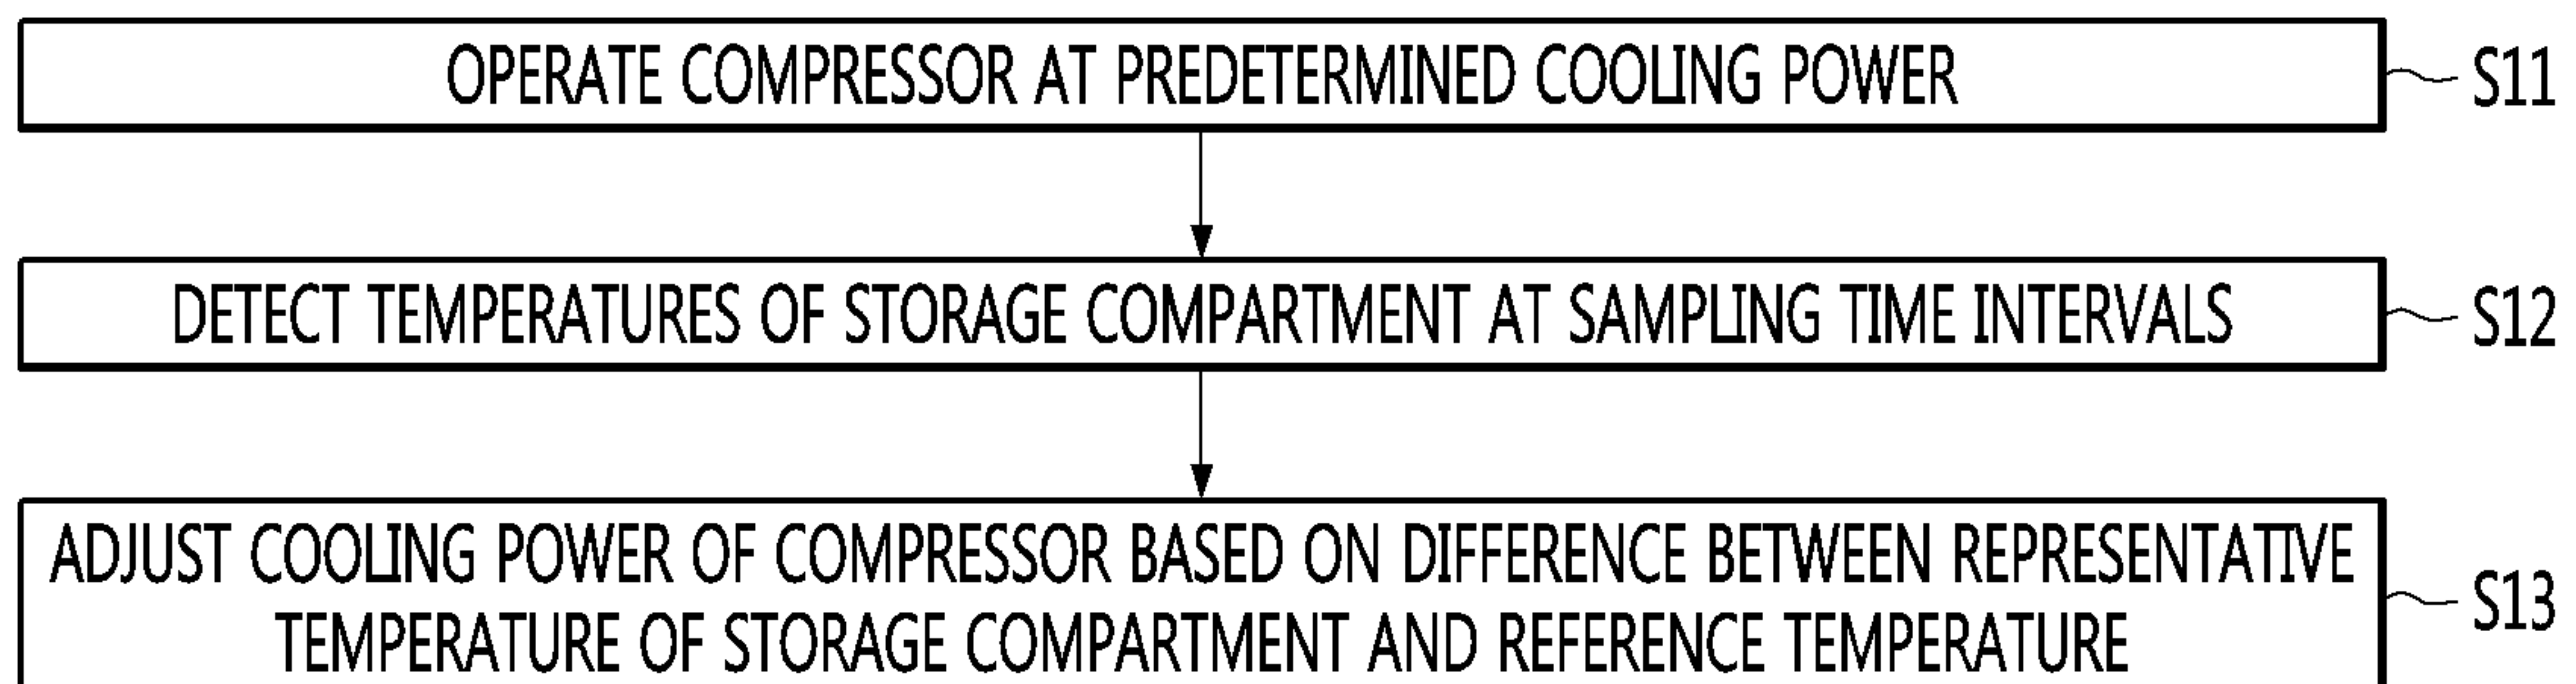 OPERATE COMPRESSOR AT PREDETERMINED COOLING POWER
S11
DETECT TEMPERATURES OF STORAGE COMPARTMENT AT SAMPLING TIME INTERVALS
S12
ADJUST COOLING POWER OF COMPRESSOR BASED ON DIFFERENCE BETWEEN REPRESENTATIVE
TEMPERATURE OF STORAGE COMPARTMENT AND REFERENCE TEMPERATURE
S13